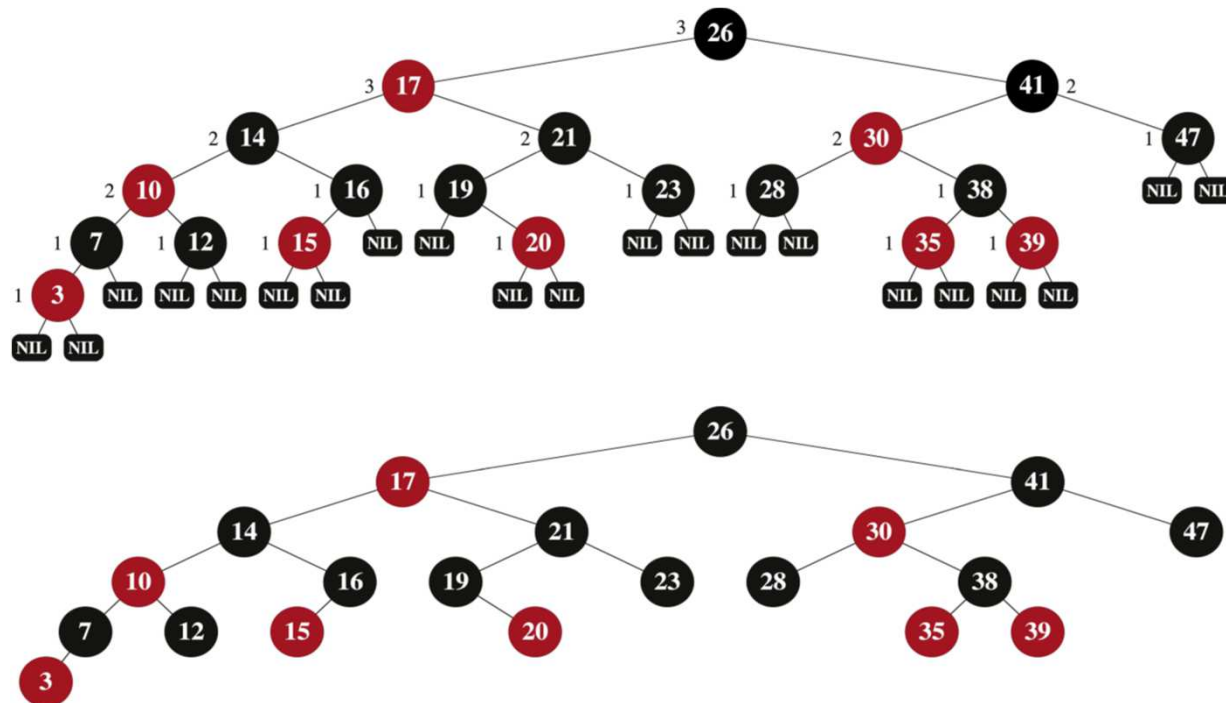 3 26
3 17 41 2
2 14 2 21 2 30 1 47
2 10 1 16 1 19 1 23 1 28 1 38 NIL NIL
1 7 1 12 1 15 NIL NIL 1 20 NIL NIL NIL NIL 1 35 1 39
1 3 NIL NIL NIL NIL NIL NIL NIL NIL NIL NIL NIL
NIL NIL
26
17 41
14 21 30 47
10 16 19 23 28 38
7 12 15 20 35 39
3